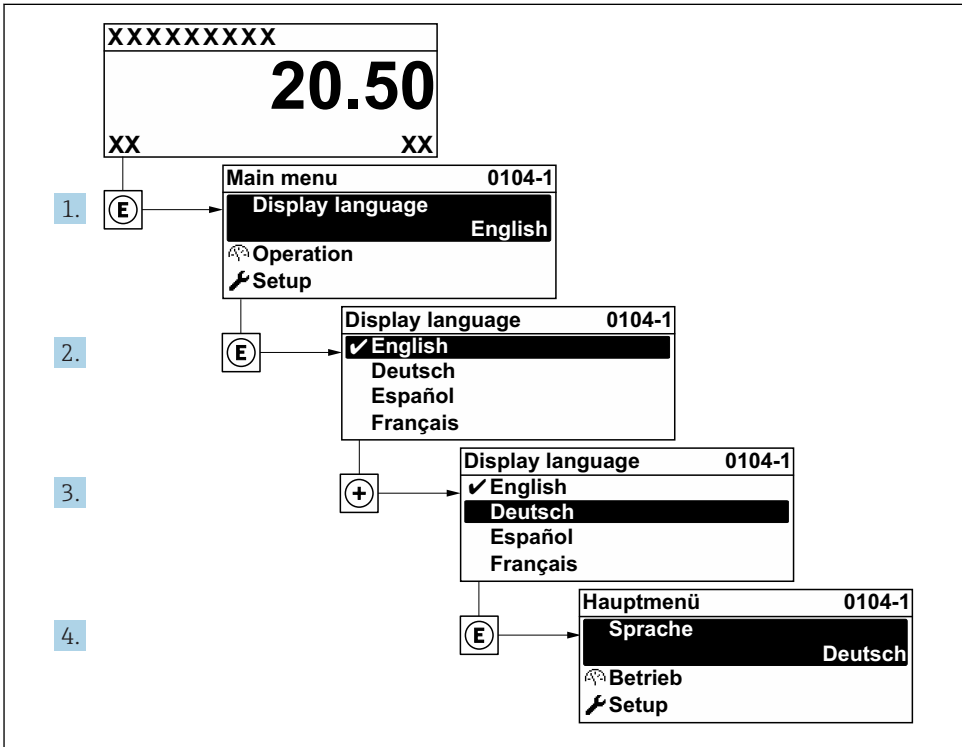 XXXXXXXXX
20.50
XX XX
1. E
Main menu 0104-1
Display language
English
Operation
Setup
2. E
Display language 0104-1
✔ English
Deutsch
Español
Français
3. +
Display language 0104-1
✔ English
Deutsch
Español
Français
4. E
Hauptmenü 0104-1
Sprache
Deutsch
Betrieb
Setup